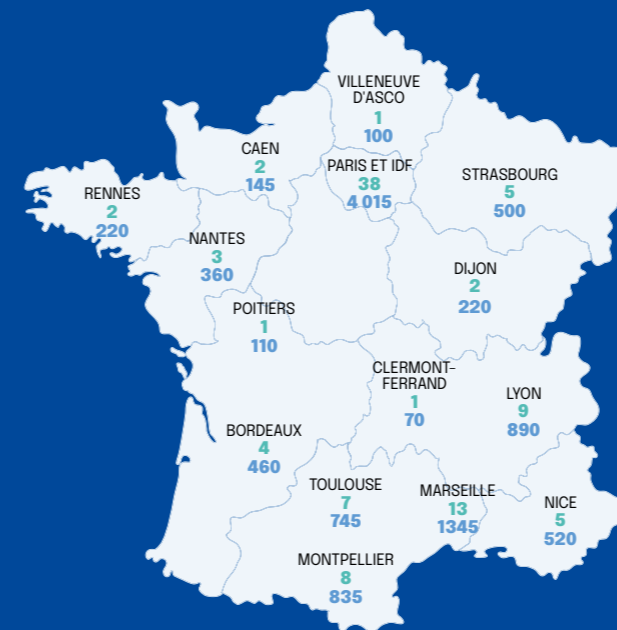 VILLENEUVE
D'ASCO
1
100
CAEN
2
145
PARIS ET IDF
38
4 015
STRASBOURG
5
500
RENNES
2
220
NANTES
3
360
DIJON
2
220
POITIERS
1
110
CLERMONT-
FERRAND
1
70
LYON
9
890
BORDEAUX
4
460
TOULOUSE
7
745
MARSEILLE
13
1345
NICE
5
520
MONTPELLIER
8
835